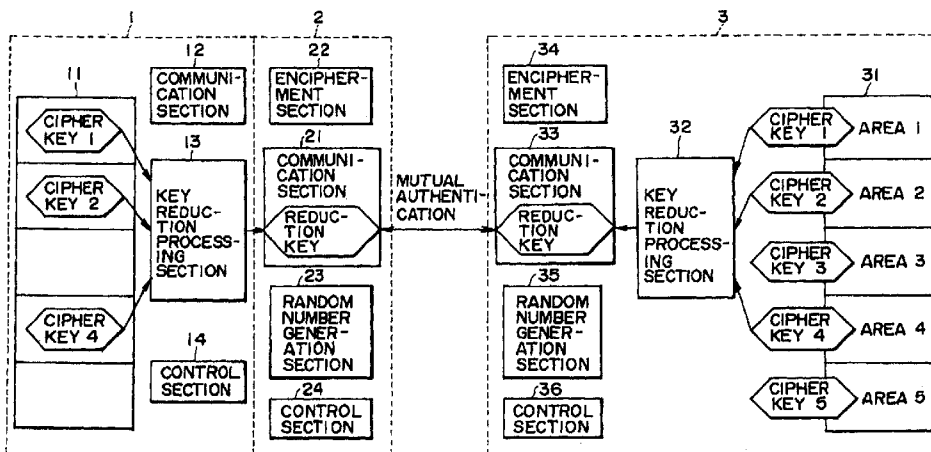 1
2
3
11
12
COMMUNI-
CATION
SECTION
CIPHER
KEY 1
CIPHER
KEY 2
CIPHER
KEY 4
13
KEY
REDUCTION
PROCESS-
ING
SECTION
14
CONTROL
SECTION
22
ENCIPHER-
MENT
SECTION
21
COMMUNI-
CATION
SECTION
REDUC-
TION
KEY
23
RANDOM
NUMBER
GENER-
ATION
SECTION
24
CONTROL
SECTION
MUTUAL
AUTHENTI-
CATION
34
ENCIPHER-
MENT
SECTION
33
COMMUNI-
CATION
SECTION
REDUC-
TION
KEY
35
RANDOM
NUMBER
GENER-
ATION
SECTION
36
CONTROL
SECTION
32
KEY
REDUC-
TION
PROCESS-
ING
SECTION
31
CIPHER
KEY 1
AREA 1
CIPHER
KEY 2
AREA 2
CIPHER
KEY 3
AREA 3
CIPHER
KEY 4
AREA 4
CIPHER
KEY 5
AREA 5